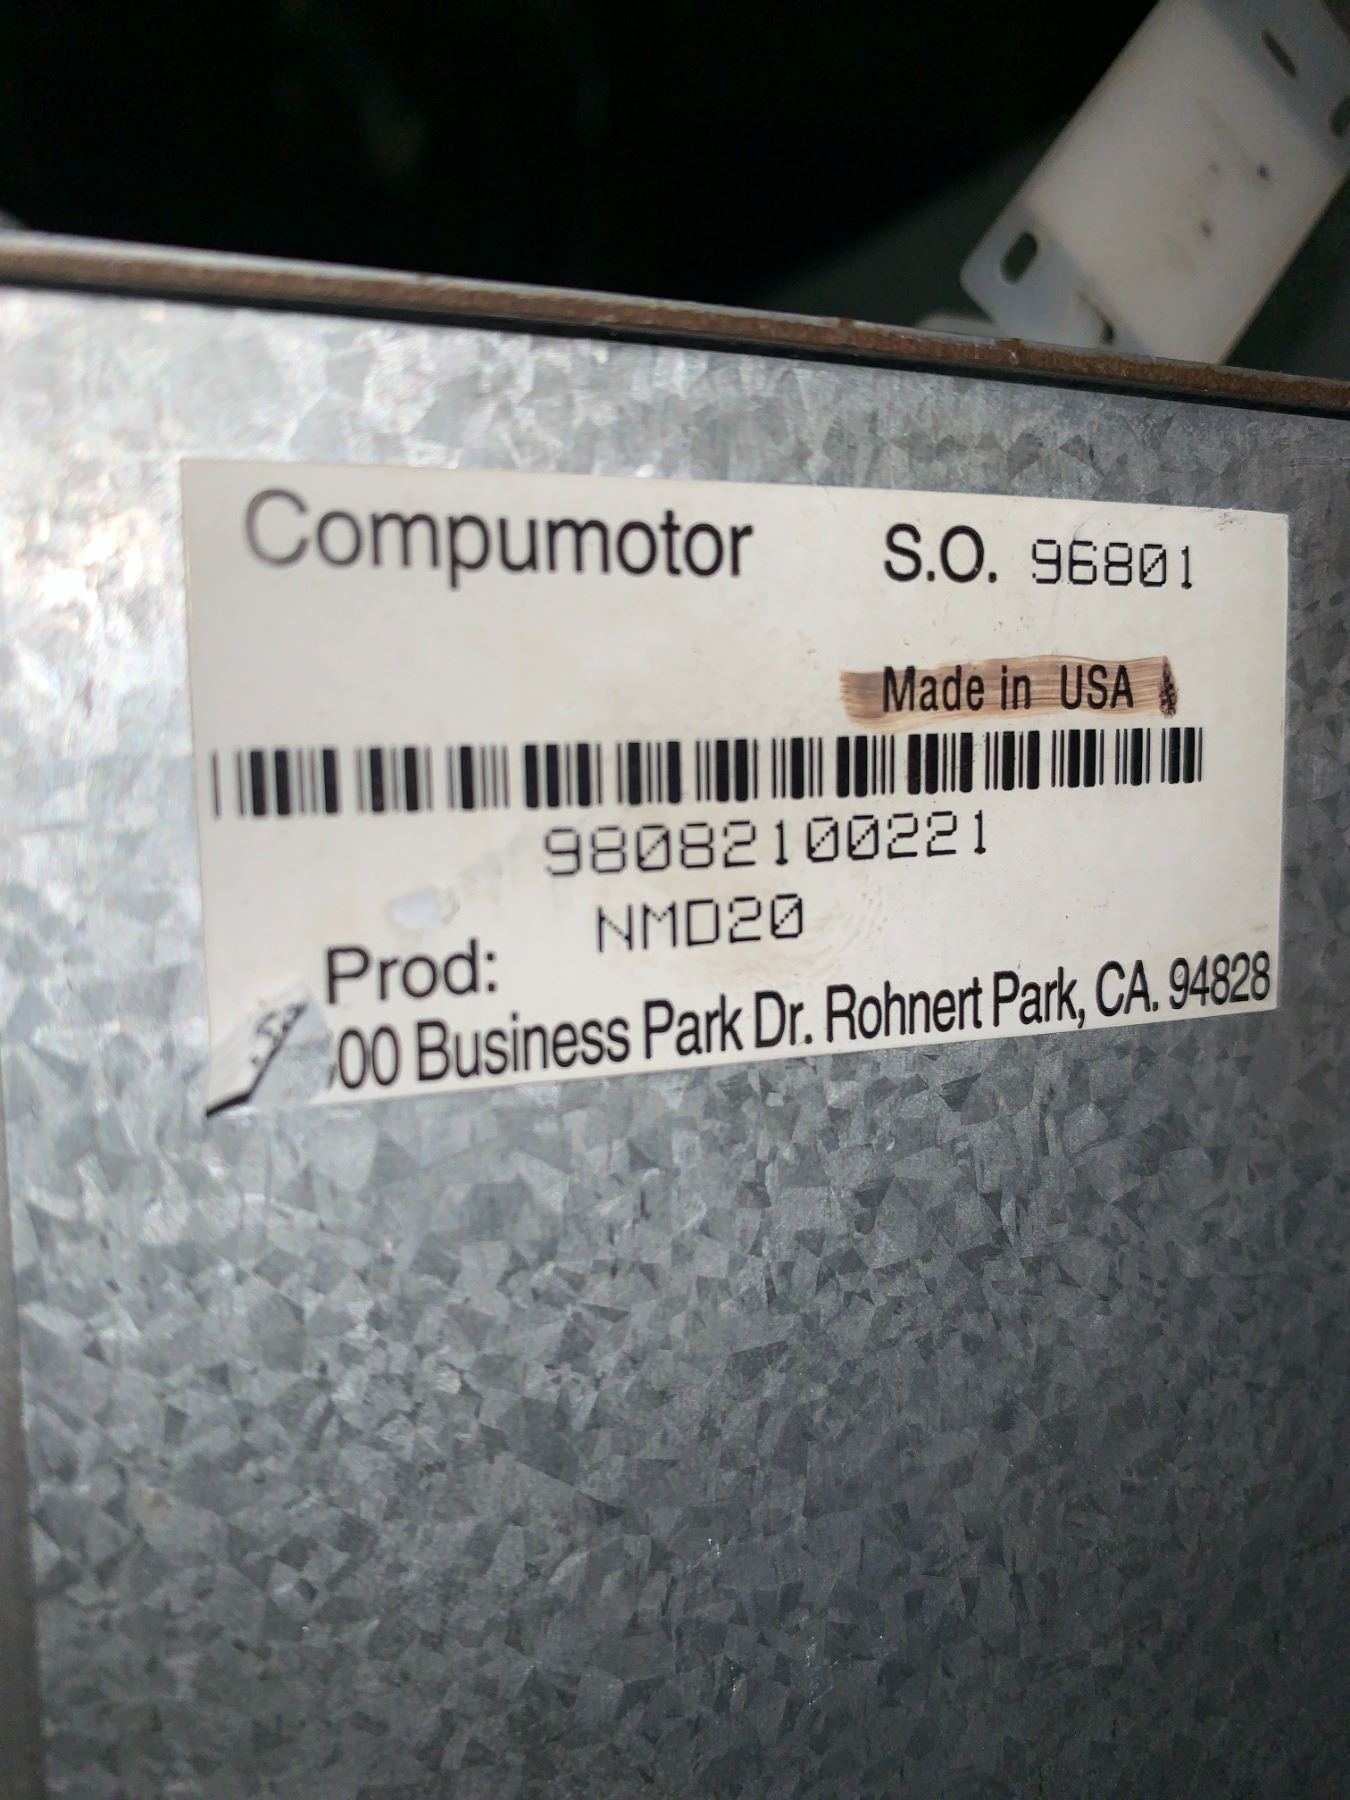 Compumotor S.O. 96801
Made in USA
98082100221
NMD20
Prod:
00 Business Park Dr. Rohnert Park, CA. 94828